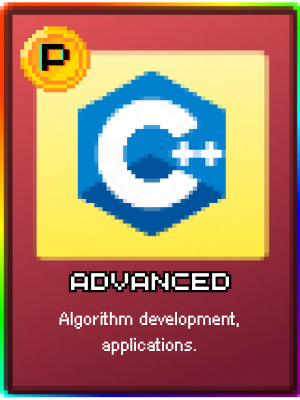 P
C++
ADVANCED
Algorithm development,
applications.